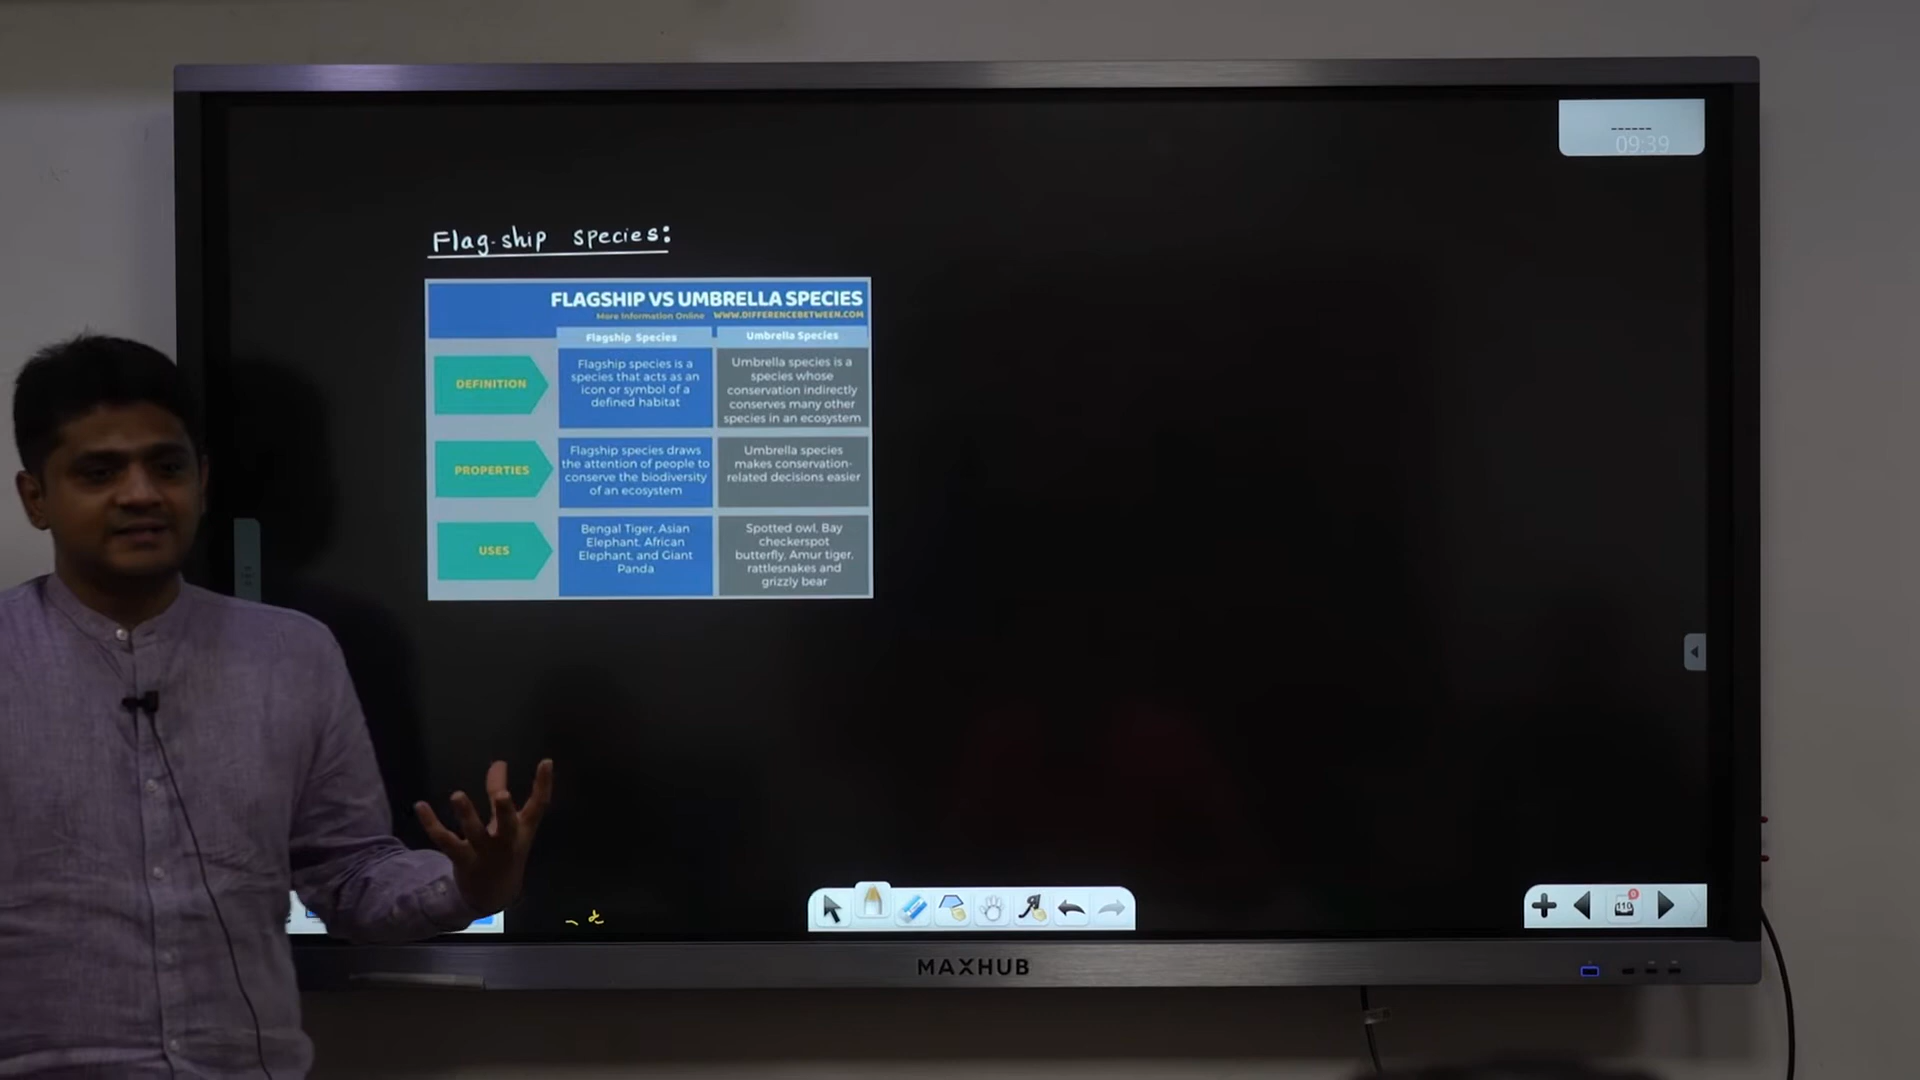 ------
09:39
Flag-ship species:
FLAGSHIP VS UMBRELLA SPECIES
More Information Online WWW.DIFFERENCEBETWEEN.COM
Flagship Species
Umbrella Species
DEFINITION
Flagship species is a
species that acts as an
icon or symbol of a
defined habitat
Umbrella species is a
species whose
conservation indirectly
conserves many other
species in an ecosystem
PROPERTIES
Flagship species draws
the attention of people to
conserve the biodiversity
of an ecosystem
Umbrella species
makes conservation-
related decisions easier
USES
Bengal Tiger, Asian
Elephant, African
Elephant, and Giant
Panda
Spotted owl, Bay
checkerspot
butterfly, Amur tiger,
rattlesnakes and
grizzly bear
MAXHUB